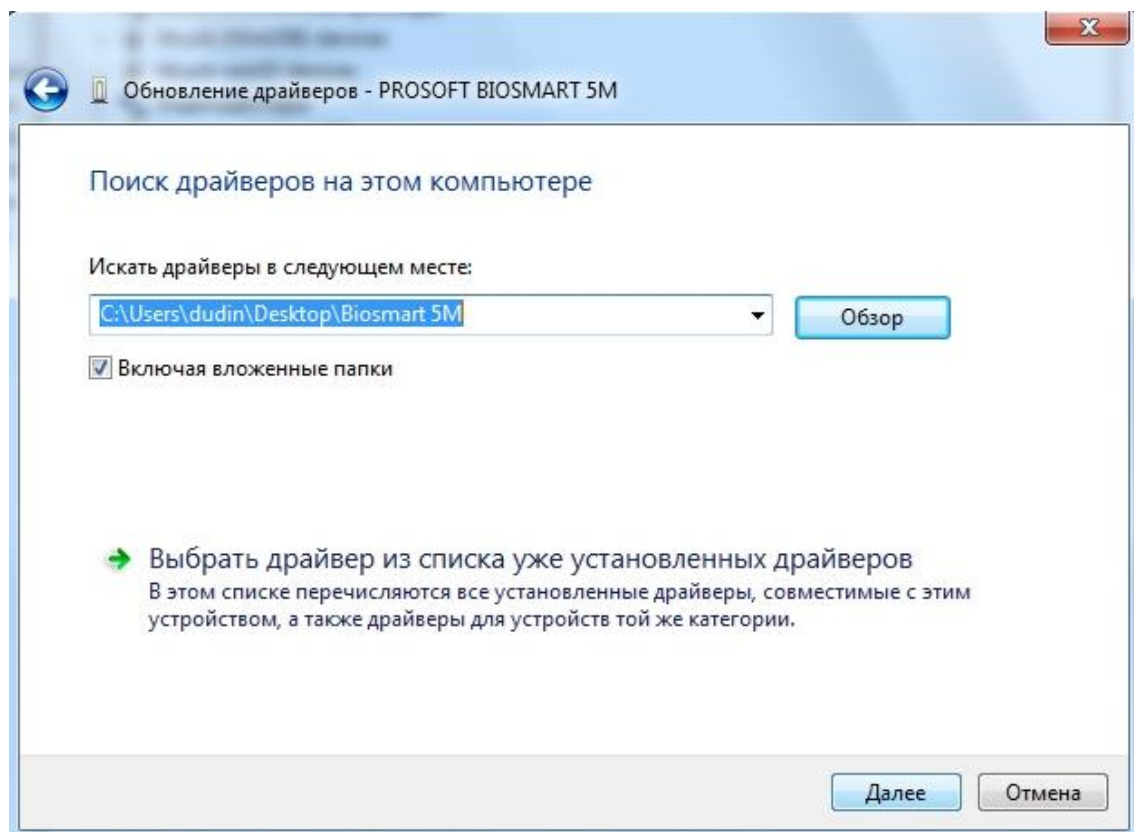 Обновление драйверов - PROSOFT BIOSMART 5M
Поиск драйверов на этом компьютере
Искать драйверы в следующем месте:
C:\Users\dudin\Desktop\Biosmart 5M
Обзор
Включая вложенные папки
Выбрать драйвер из списка уже установленных драйверов
В этом списке перечисляются все установленные драйверы, совместимые с этим
устройством, а также драйверы для устройств той же категории.
Далее
Отмена